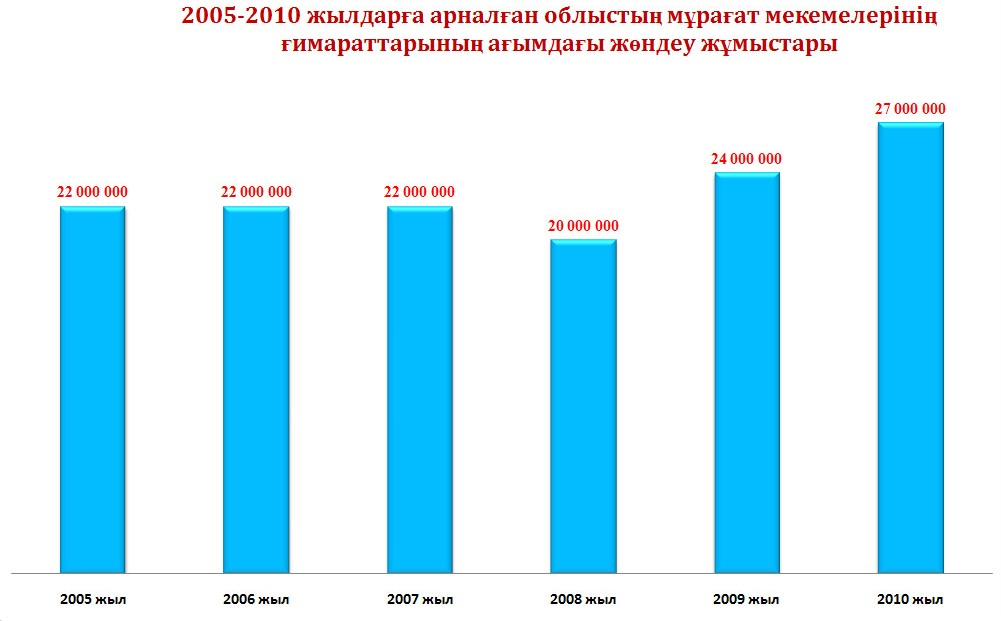 2005-2010 жылдарға арналған облыстың мұрағат мекемелерінің
ғимараттарының ағымдағы жөндеу жұмыстары
27 000 000
24 000 000
22 000 000 22 000 000 22 000 000
20 000 000
2005 жыл 2006 жыл 2007 жыл 2008 жыл 2009 жыл 2010 жыл